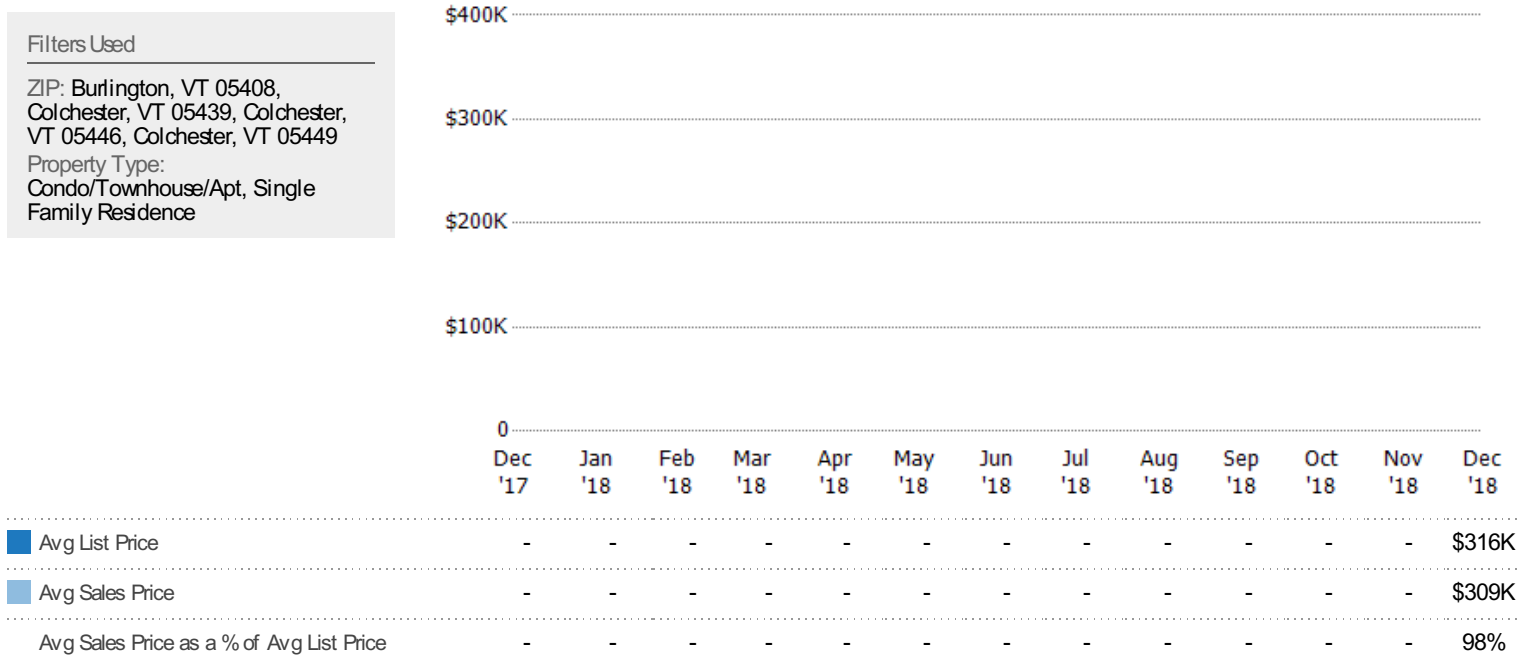 Filters Used
ZIP: Burlington, VT 05408,
Colchester, VT 05439, Colchester,
VT 05446, Colchester, VT 05449
Property Type:
Condo/Townhouse/Apt, Single
Family Residence
$400K
$300K
$200K
$100K
0
Dec Jan Feb Mar Apr May Jun Jul Aug Sep Oct Nov Dec
'17 '18 '18 '18 '18 '18 '18 '18 '18 '18 '18 '18 '18
Avg List Price - - - - - - - - - - - - $316K
Avg Sales Price - - - - - - - - - - - - $309K
Avg Sales Price as a % of Avg List Price - - - - - - - - - - - - 98%